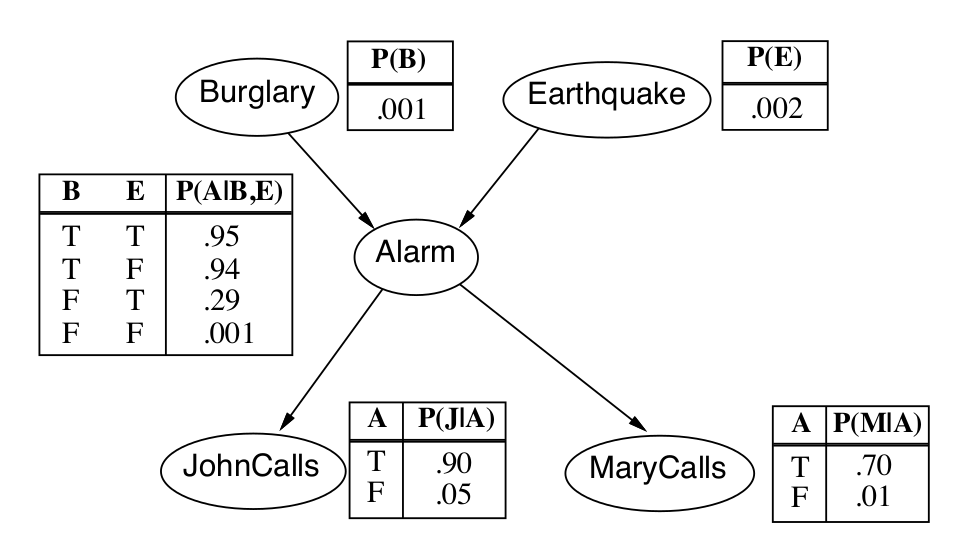 Burglary
P(B)
.001
Earthquake
P(E)
.002
B E P(A|B,E)
T T .95
T F .94
F T .29
F F .001
Alarm
JohnCalls
A P(J|A)
T .90
F .05
MaryCalls
A P(M|A)
T .70
F .01